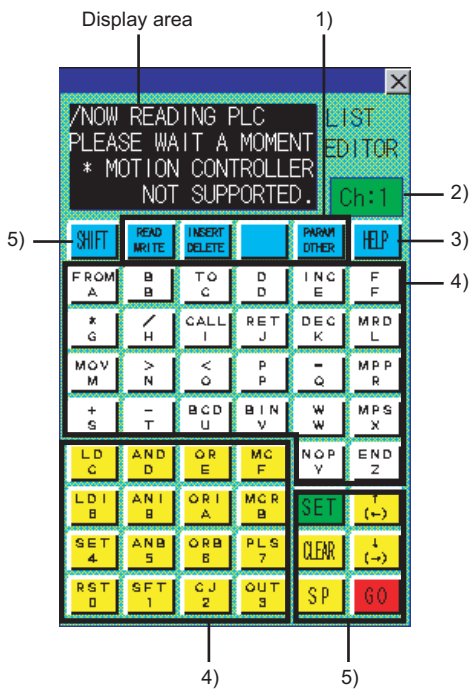 Display area 1)
×
/NOW READING PLC
PLEASE WAIT A MOMENT
* MOTION CONTROLLER
NOT SUPPORTED.
LIST
EDITOR
Ch:1
2)
5)
SHIFT
READ
WRITE
INSERT
DELETE
PARAM
OTHER
HELP
3)
FROM B TO D INC F
A B C D E F
4)
* / CALL RET DEC MRD
G H I J K L
MOV > < P = MPP
M N O P Q R
+ - BCD BIN W MPS
S T U V W X
LD AND OR MC NOP END
C D E F Y Z
LDI ANI ORI MCR SET ↑
8 9 A B (←)
SET ANB ORB PLS CLEAR ↓
4 5 6 7 (→)
RST SFT CJ OUT SP GO
0 1 2 3
4) 5)